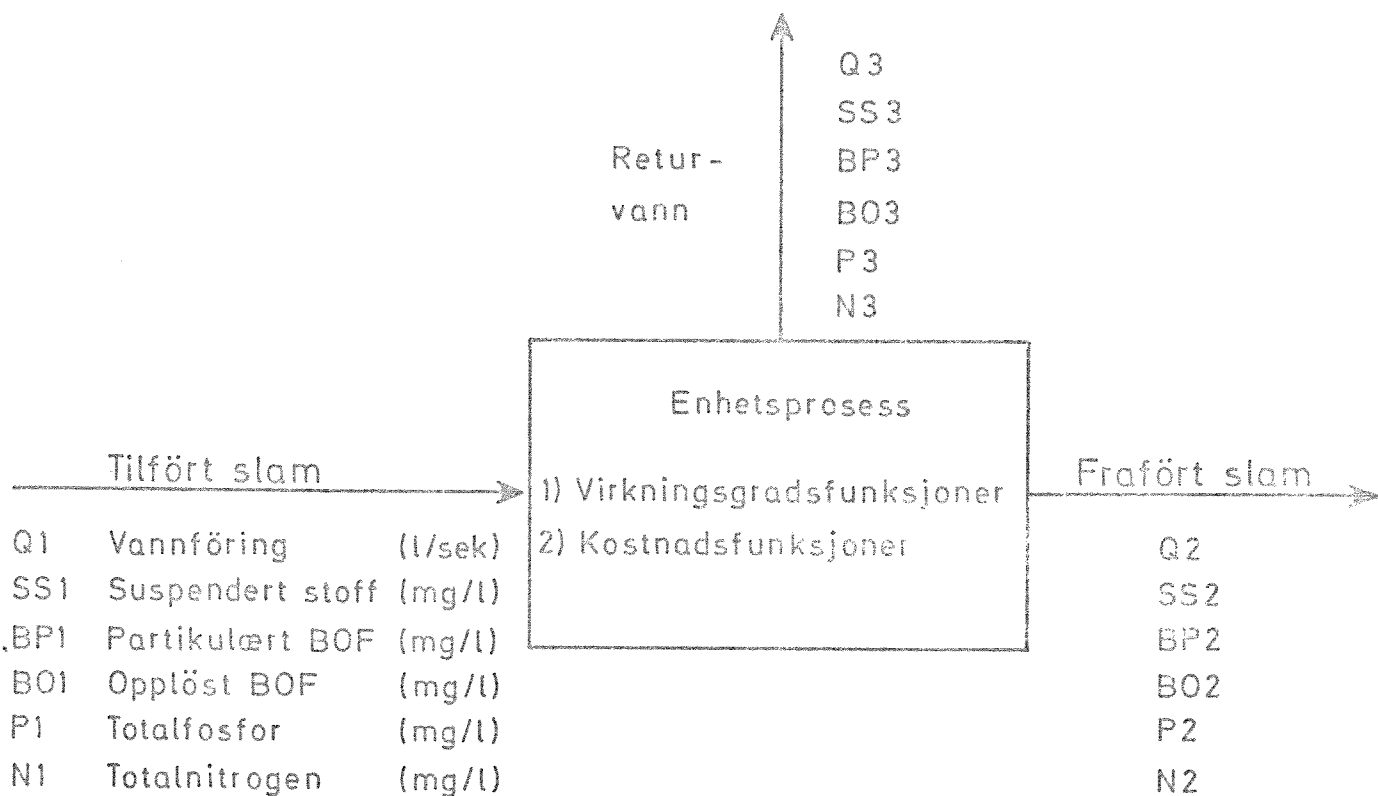 Q3
SS3
BP3
BO3
P3
N3
Retur-
vann
Enhetsprosess
1) Virkningsgradsfunksjoner
2) Kostnadsfunksjoner
Tilfört slam
Q1 Vannföring (l/sek)
SS1 Suspendert stoff (mg/l)
BP1 Partikulært BOF (mg/l)
BO1 Opplöst BOF (mg/l)
P1 Totalfosfor (mg/l)
N1 Totalnitrogen (mg/l)
Frafört slam
Q2
SS2
BP2
BO2
P2
N2